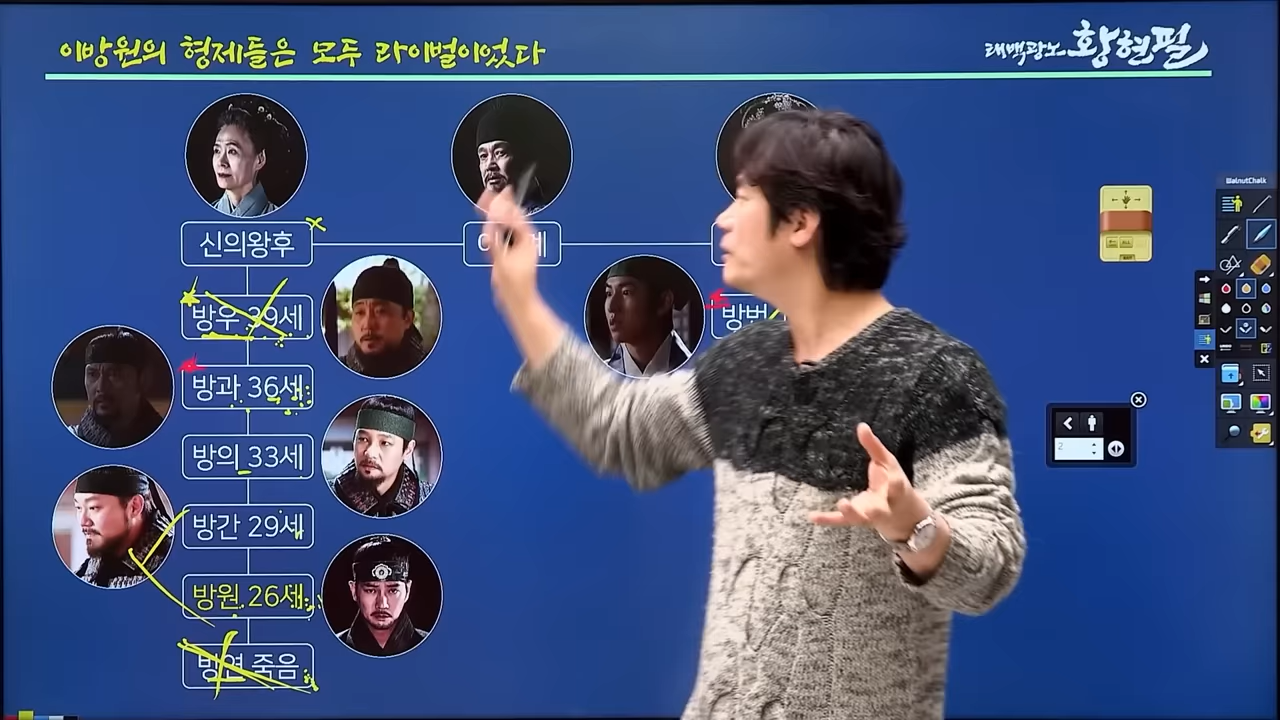 이방원의 형제들은 모두 라이벌이었다
태백광노 황현필
신의왕후
방우 39세
방번
방과 36세
방의 33세
방간 29세
방원 26세
방연 죽음
WalnutChalk
2